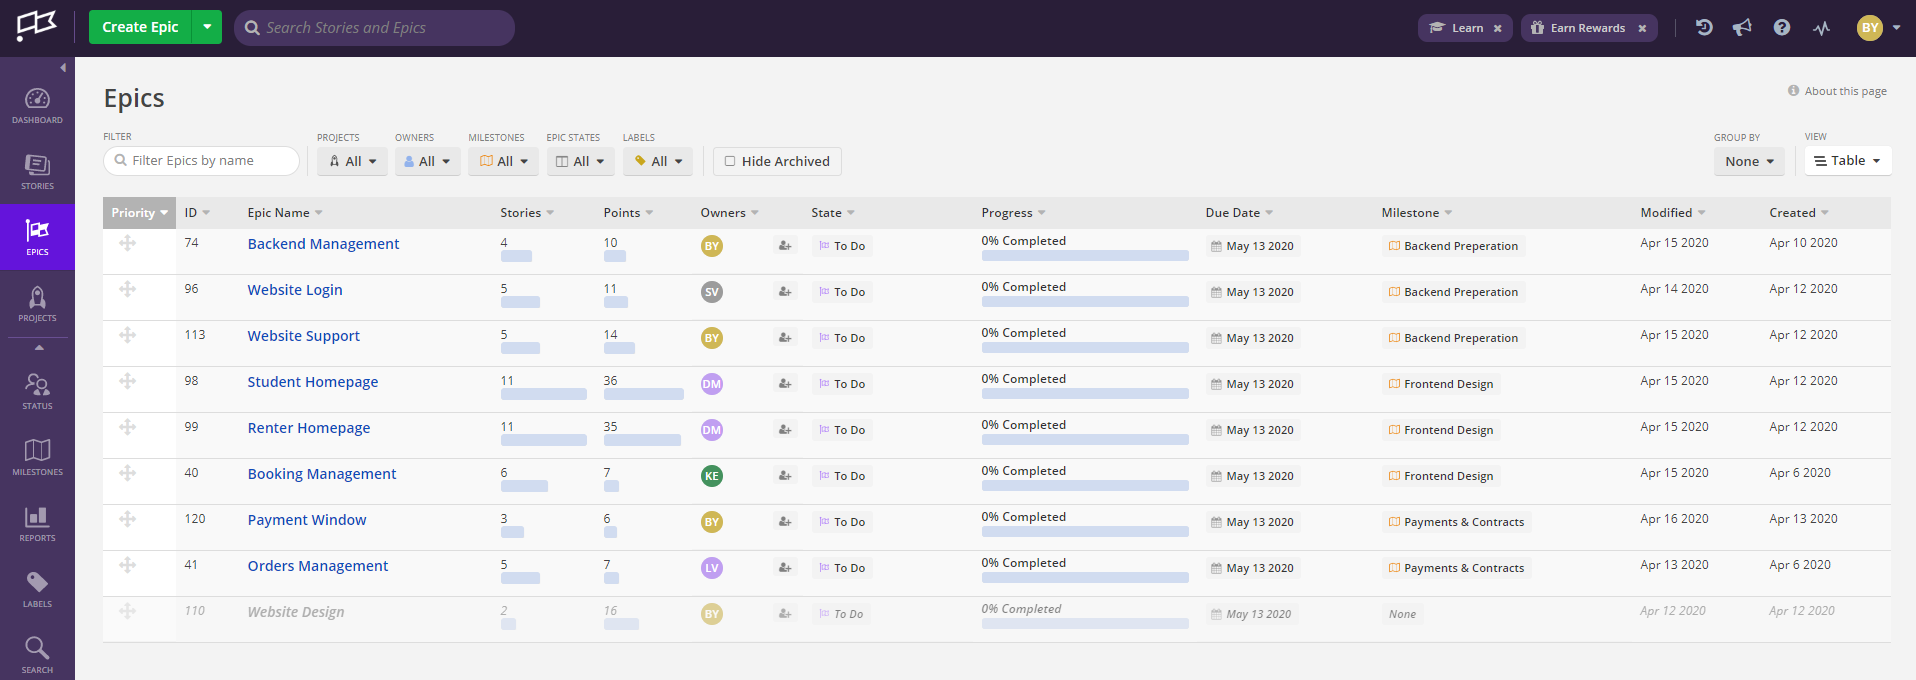 Create Epic
Search Stories and Epics
Learn ×
Earn Rewards ×
BY
DASHBOARD
STORIES
EPICS
PROJECTS
STATUS
MILESTONES
REPORTS
LABELS
SEARCH
Epics
About this page
FILTER PROJECTS OWNERS MILESTONES EPIC STATES LABELS GROUP BY VIEW
Filter Epics by name All All All All All Hide Archived None Table
Priority ID Epic Name Stories Points Owners State Progress Due Date Milestone Modified Created
74 Backend Management 4 10 BY To Do 0% Completed May 13 2020 Backend Preperation Apr 15 2020 Apr 10 2020
96 Website Login 5 11 SV To Do 0% Completed May 13 2020 Backend Preperation Apr 14 2020 Apr 12 2020
113 Website Support 5 14 BY To Do 0% Completed May 13 2020 Backend Preperation Apr 15 2020 Apr 12 2020
98 Student Homepage 11 36 DM To Do 0% Completed May 13 2020 Frontend Design Apr 15 2020 Apr 12 2020
99 Renter Homepage 11 35 DM To Do 0% Completed May 13 2020 Frontend Design Apr 15 2020 Apr 12 2020
40 Booking Management 6 7 KE To Do 0% Completed May 13 2020 Frontend Design Apr 15 2020 Apr 6 2020
120 Payment Window 3 6 BY To Do 0% Completed May 13 2020 Payments & Contracts Apr 16 2020 Apr 13 2020
41 Orders Management 5 7 LV To Do 0% Completed May 13 2020 Payments & Contracts Apr 13 2020 Apr 6 2020
110 Website Design 2 16 BY To Do 0% Completed May 13 2020 None Apr 12 2020 Apr 12 2020